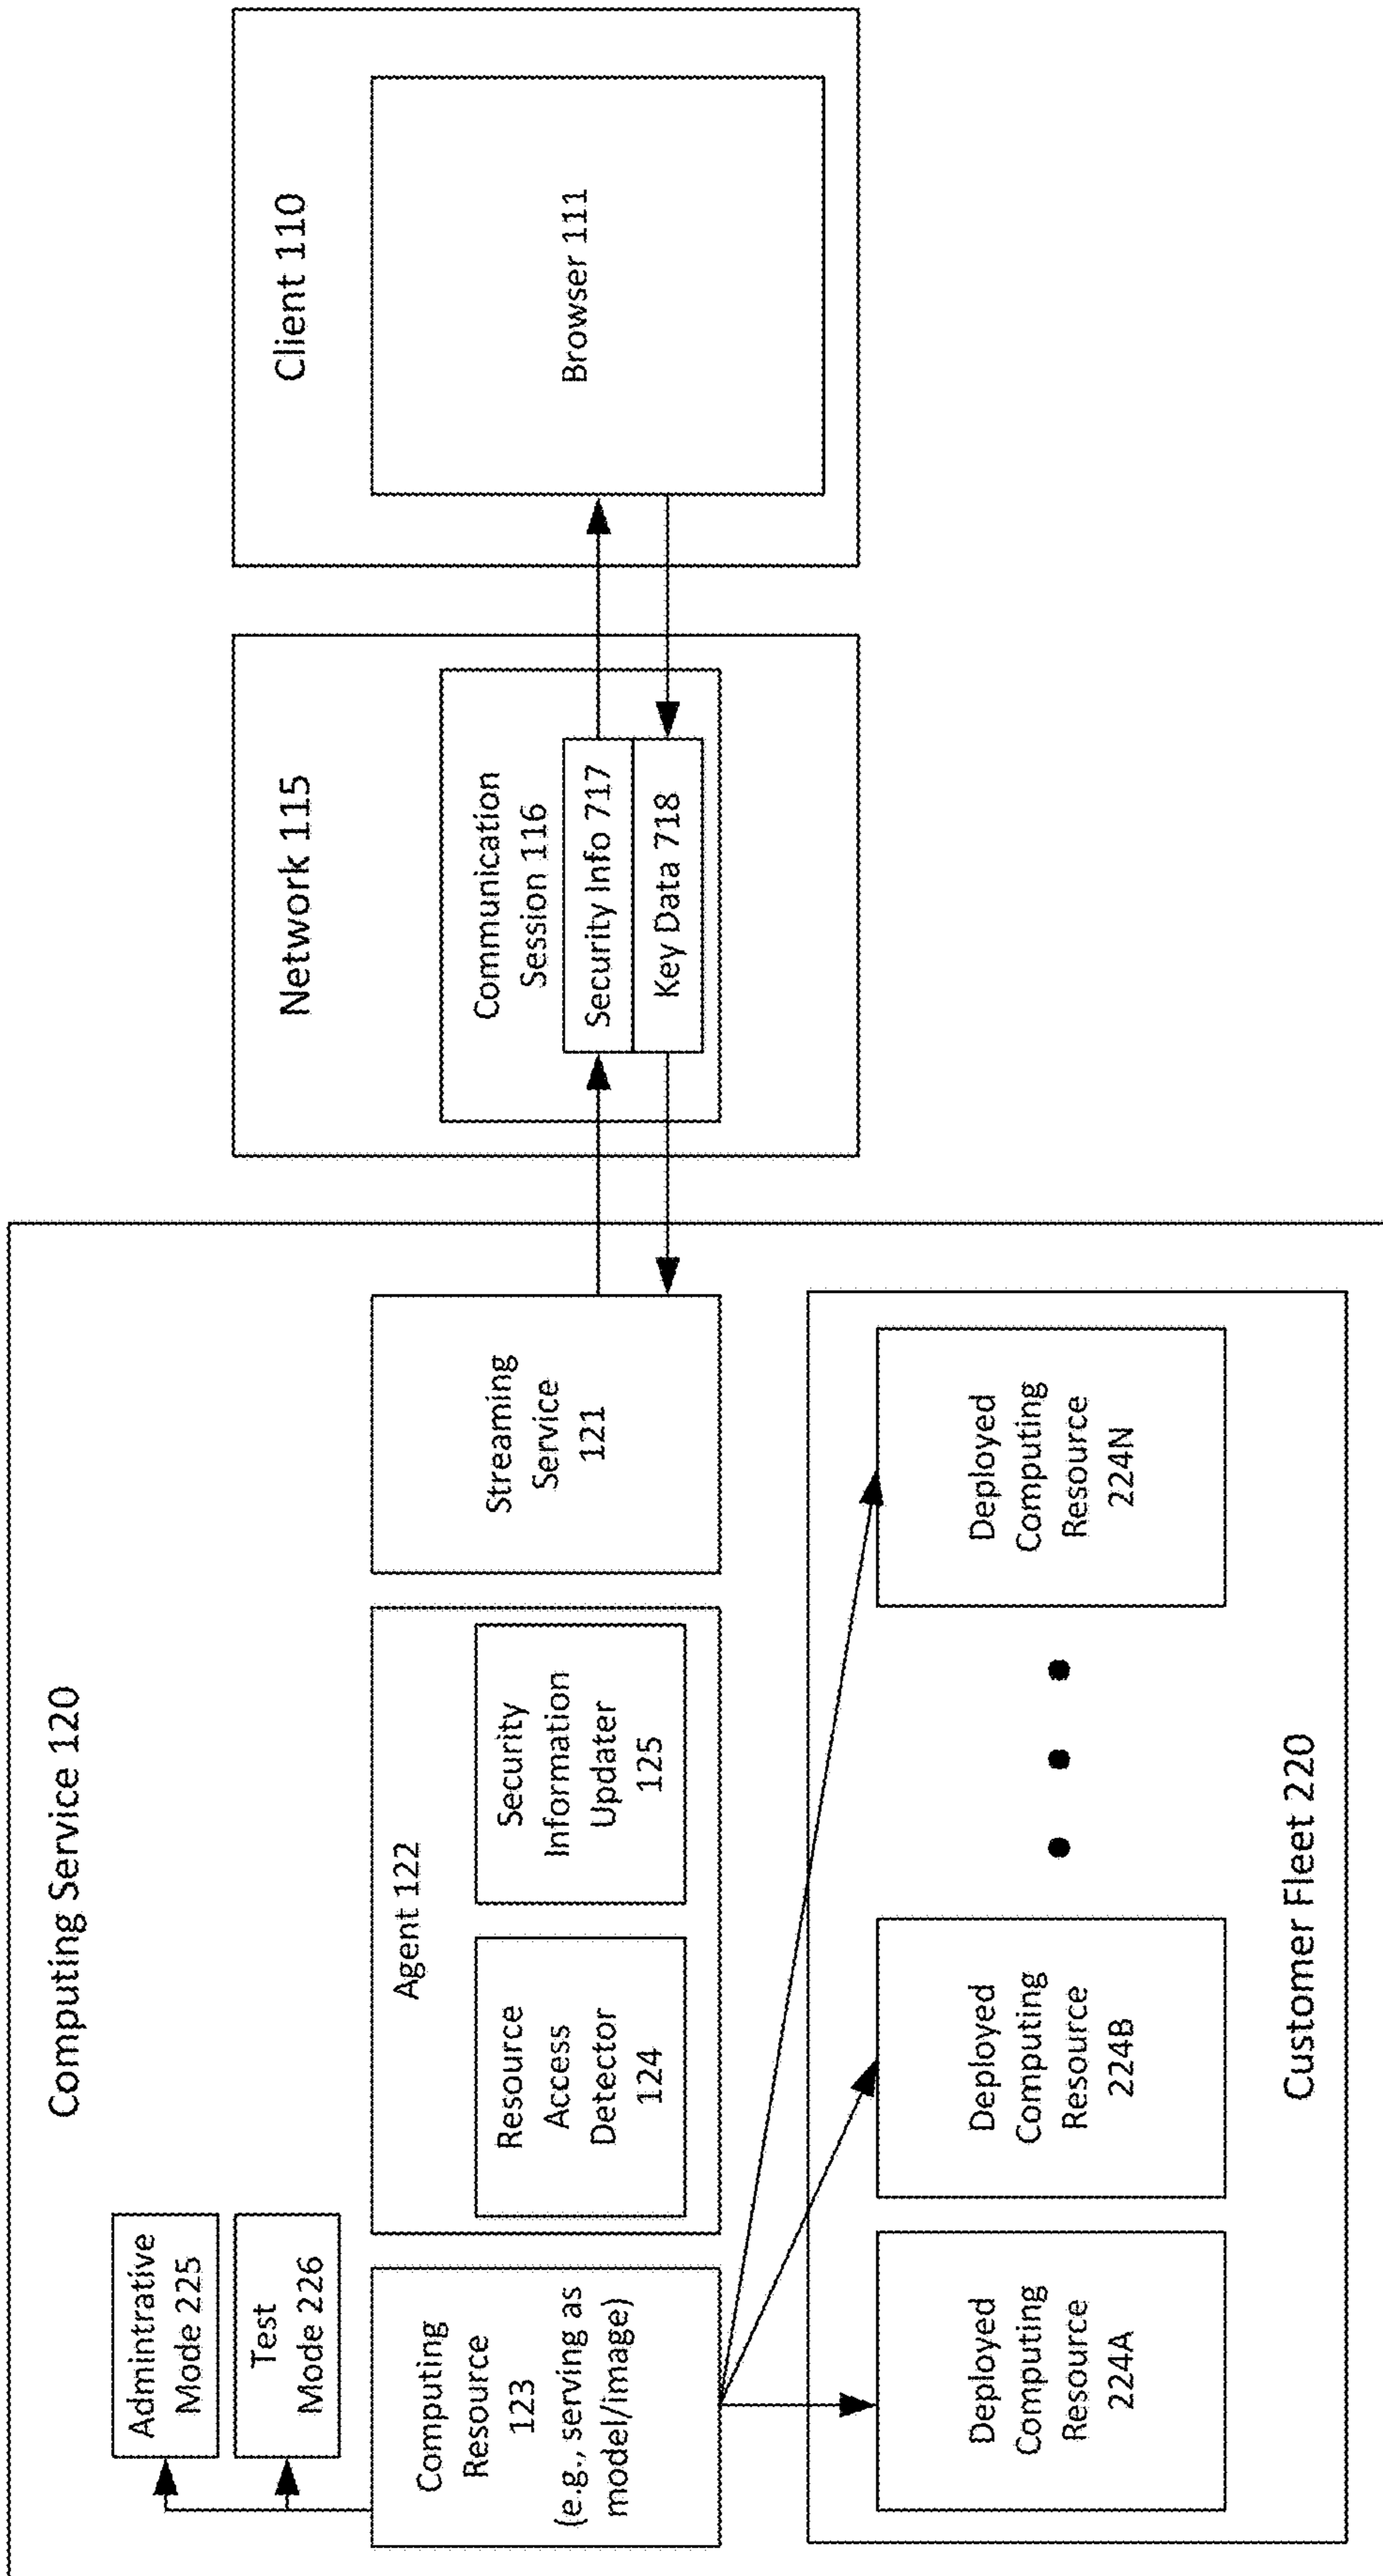 Computing Service 120
Admintrative
Mode 225
Test
Mode 226
Computing
Resource
123
(e.g., serving as
model/image)
Agent 122
Resource
Access
Detector
124
Security
Information
Updater
125
Streaming
Service
121
Deployed
Computing
Resource
224A
Deployed
Computing
Resource
224B
Deployed
Computing
Resource
224N
Customer Fleet 220
Network 115
Communication
Session 116
Security Info 717
Key Data 718
Client 110
Browser 111